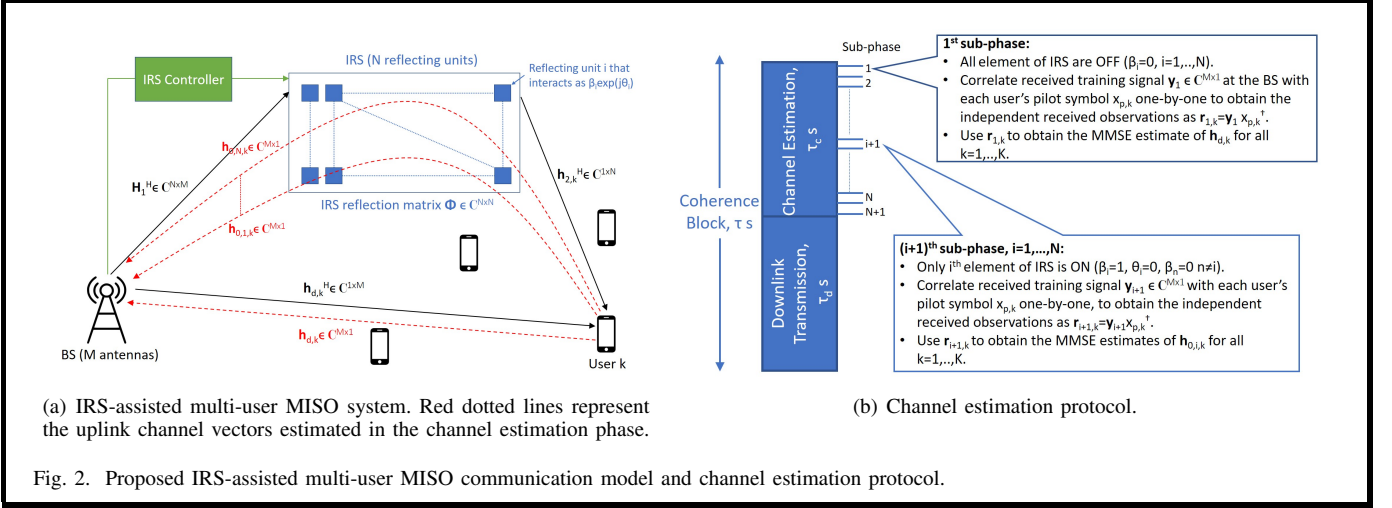 IRS (N reflecting units)
IRS Controller
Reflecting unit i that
interacts as βᵢexp(jθᵢ)
h₀,N,k ∈ ℂᴹˣ¹
H₁ᴴ ∈ ℂᴺˣᴹ
h₂,kᴴ ∈ ℂ¹ˣᴺ
IRS reflection matrix Φ ∈ ℂᴺˣᴺ
h₀,₁,k ∈ ℂᴹˣ¹
h_d,kᴴ ∈ ℂ¹ˣᴹ
h_d,k ∈ ℂᴹˣ¹
BS (M antennas)
User k
(a) IRS-assisted multi-user MISO system. Red dotted lines represent
the uplink channel vectors estimated in the channel estimation phase.
Sub-phase
1
2
i+1
N
N+1
Channel Estimation,
τ_c s
Coherence
Block, τ s
Downlink
Transmission,
τ_d s
1ˢᵗ sub-phase:
• All element of IRS are OFF (βᵢ=0, i=1,..,N).
• Correlate received training signal y₁ ∈ ℂᴹˣ¹ at the BS with
each user's pilot symbol x_p,k one-by-one to obtain the
independent received observations as r₁,k=y₁ x_p,k†.
• Use r₁,k to obtain the MMSE estimate of h_d,k for all
k=1,..,K.
(i+1)ᵗʰ sub-phase, i=1,...,N:
• Only iᵗʰ element of IRS is ON (βᵢ=1, θᵢ=0, βₙ=0 n≠i).
• Correlate received training signal yᵢ₊₁ ∈ ℂᴹˣ¹ with each user's
pilot symbol x_p,k one-by-one, to obtain the independent
received observations as rᵢ₊₁,k=yᵢ₊₁x_p,k†.
• Use rᵢ₊₁,k to obtain the MMSE estimates of h₀,ᵢ,k for all
k=1,..,K.
(b) Channel estimation protocol.
Fig. 2. Proposed IRS-assisted multi-user MISO communication model and channel estimation protocol.